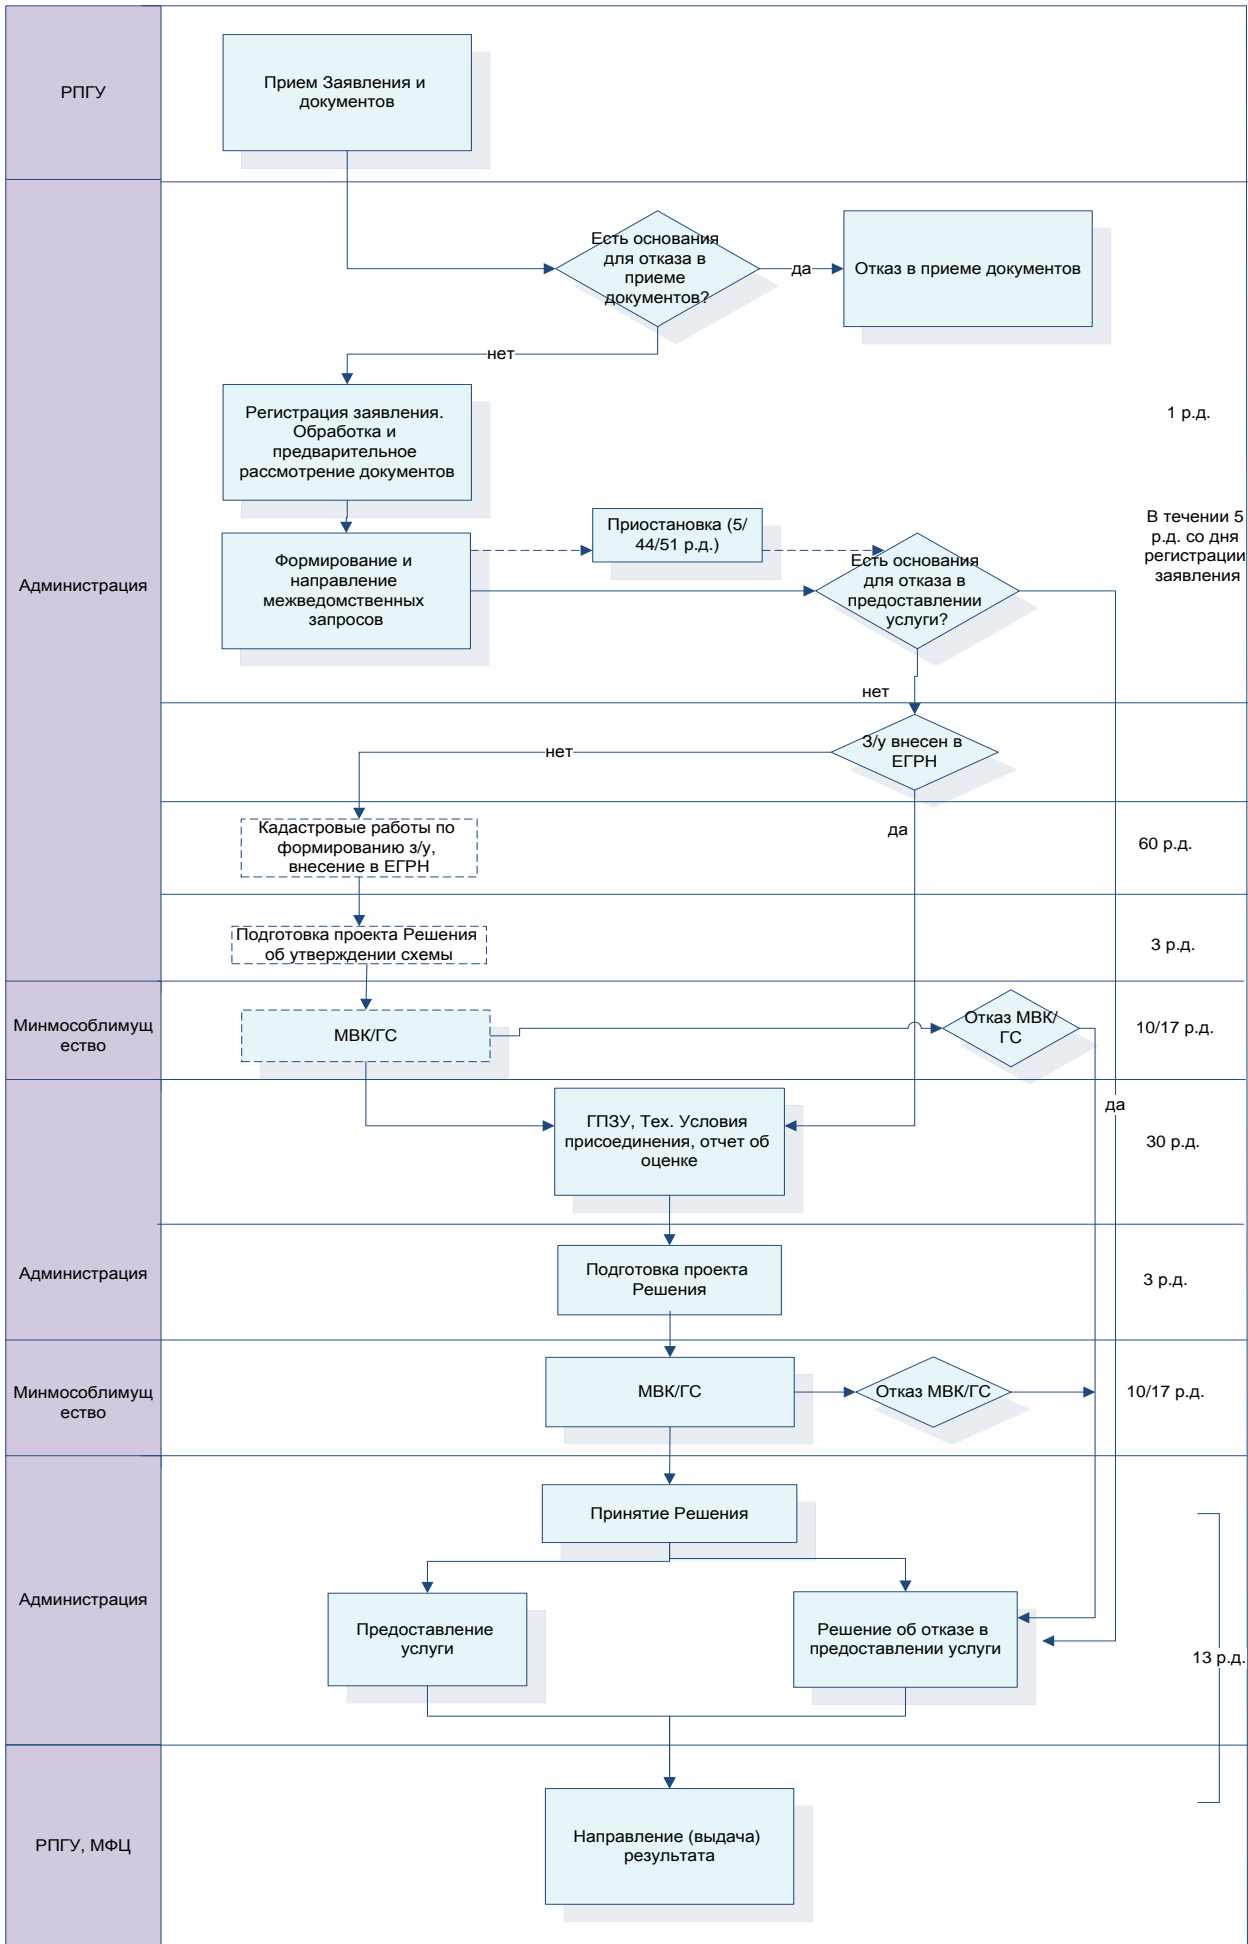 РПГУ
Прием Заявления и
документов
Есть основания
для отказа в
приеме
документов?
да
Отказ в приеме документов
нет
Регистрация заявления.
Обработка и
предварительное
рассмотрение документов
1 р.д.
Администрация
Формирование и
направление
межведомственных
запросов
Приостановка (5/
44/51 р.д.)
Есть основания
для отказа в
предоставлении
услуги?
В течении 5
р.д. со дня
регистрации
заявления
нет
З/у внесен в
ЕГРН
нет
да
Кадастровые работы по
формированию з/у,
внесение в ЕГРН
60 р.д.
Подготовка проекта Решения
об утверждении схемы
3 р.д.
Минмособлимущ
ество
МВК/ГС
Отказ МВК/
ГС
10/17 р.д.
да
ГПЗУ, Тех. Условия
присоединения, отчет об
оценке
30 р.д.
Администрация
Подготовка проекта
Решения
3 р.д.
Минмособлимущ
ество
МВК/ГС
Отказ МВК/ГС
10/17 р.д.
Администрация
Принятие Решения
Предоставление
услуги
Решение об отказе в
предоставлении услуги
13 р.д.
РПГУ, МФЦ
Направление (выдача)
результата